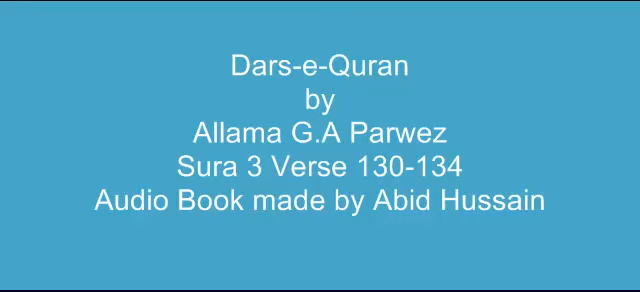 Dars-e-Quran
by
Allama G.A Parwez
Sura 3 Verse 130-134
Audio Book made by Abid Hussain